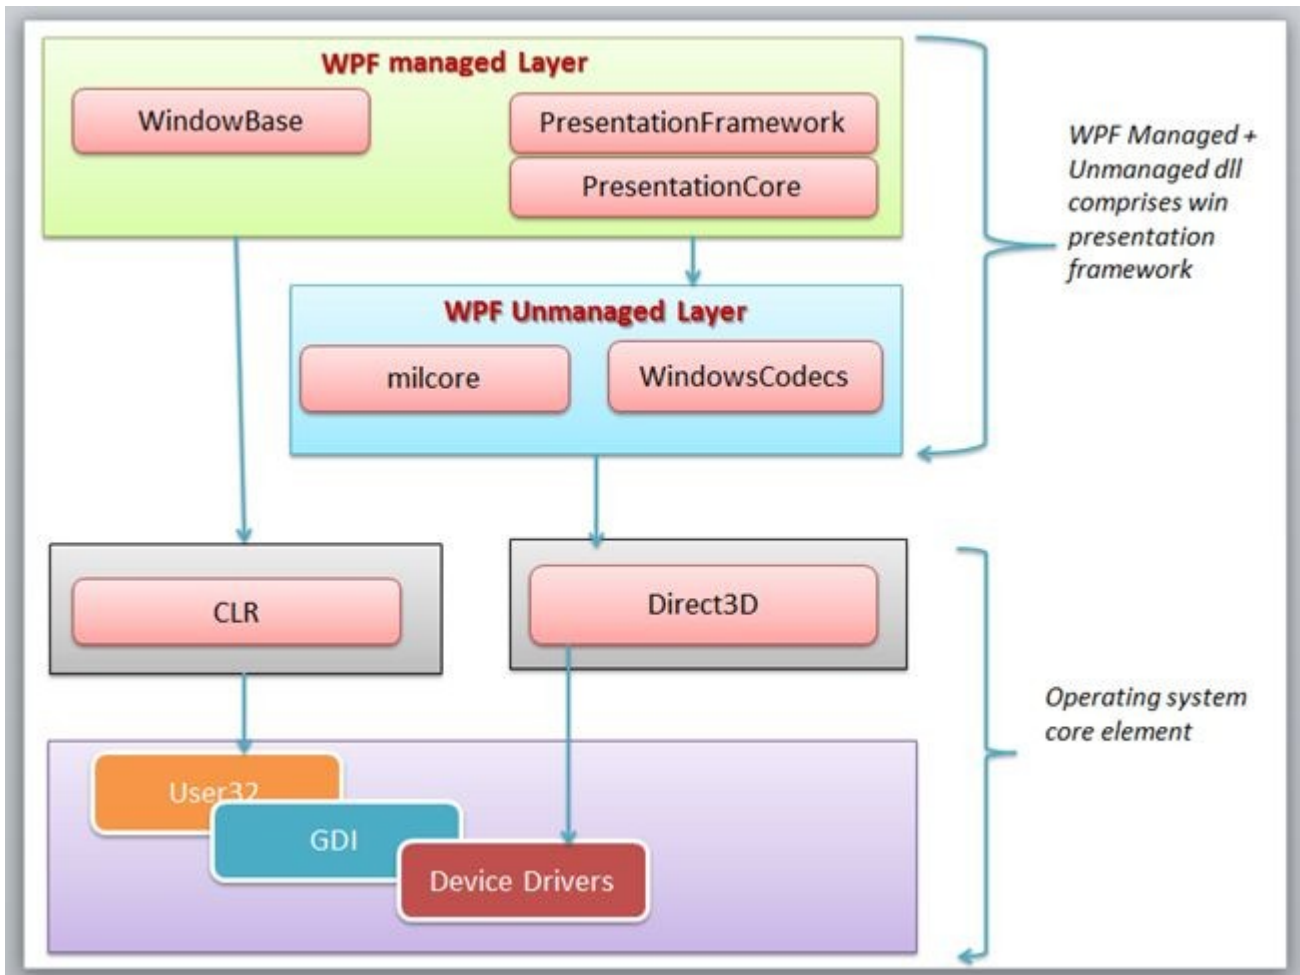 WPF managed Layer
WindowBase
PresentationFramework
PresentationCore
WPF Managed +
Unmanaged dll
comprises win
presentation
framework
WPF Unmanaged Layer
milcore
WindowsCodecs
CLR
Direct3D
Operating system
core element
User32
GDI
Device Drivers